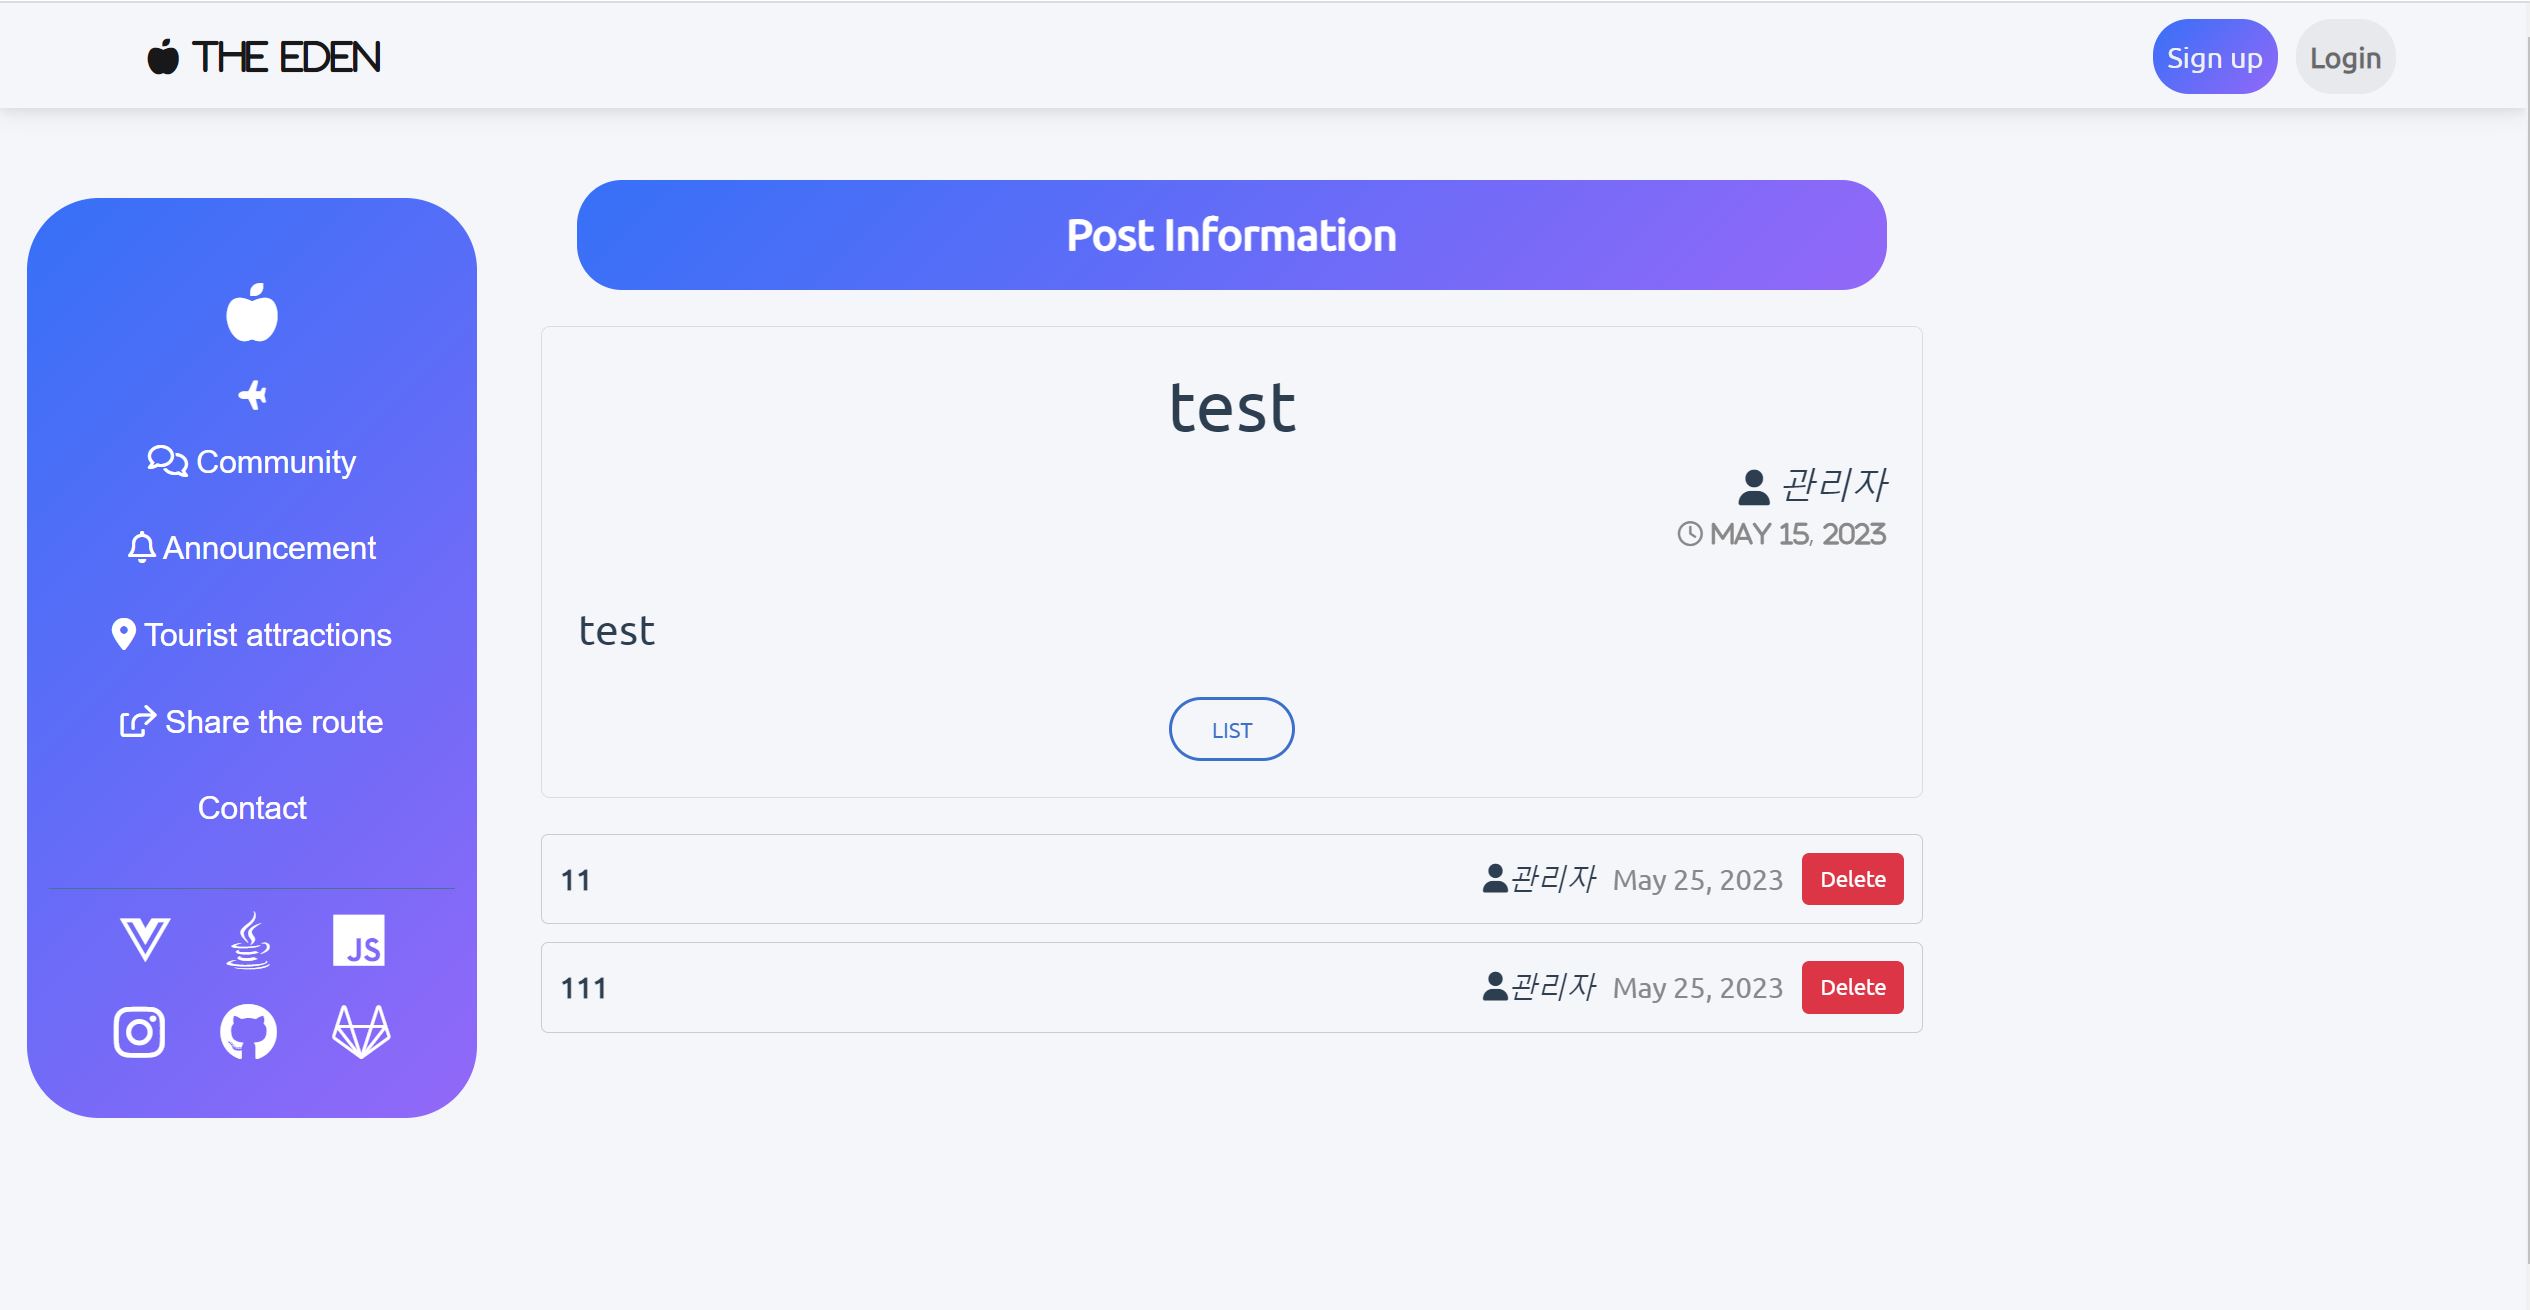 THE EDEN
Sign up
Login
Community
Announcement
Tourist attractions
Share the route
Contact
JS
Post Information
test
관리자
MAY 15, 2023
test
LIST
11 관리자 May 25, 2023 Delete
111 관리자 May 25, 2023 Delete